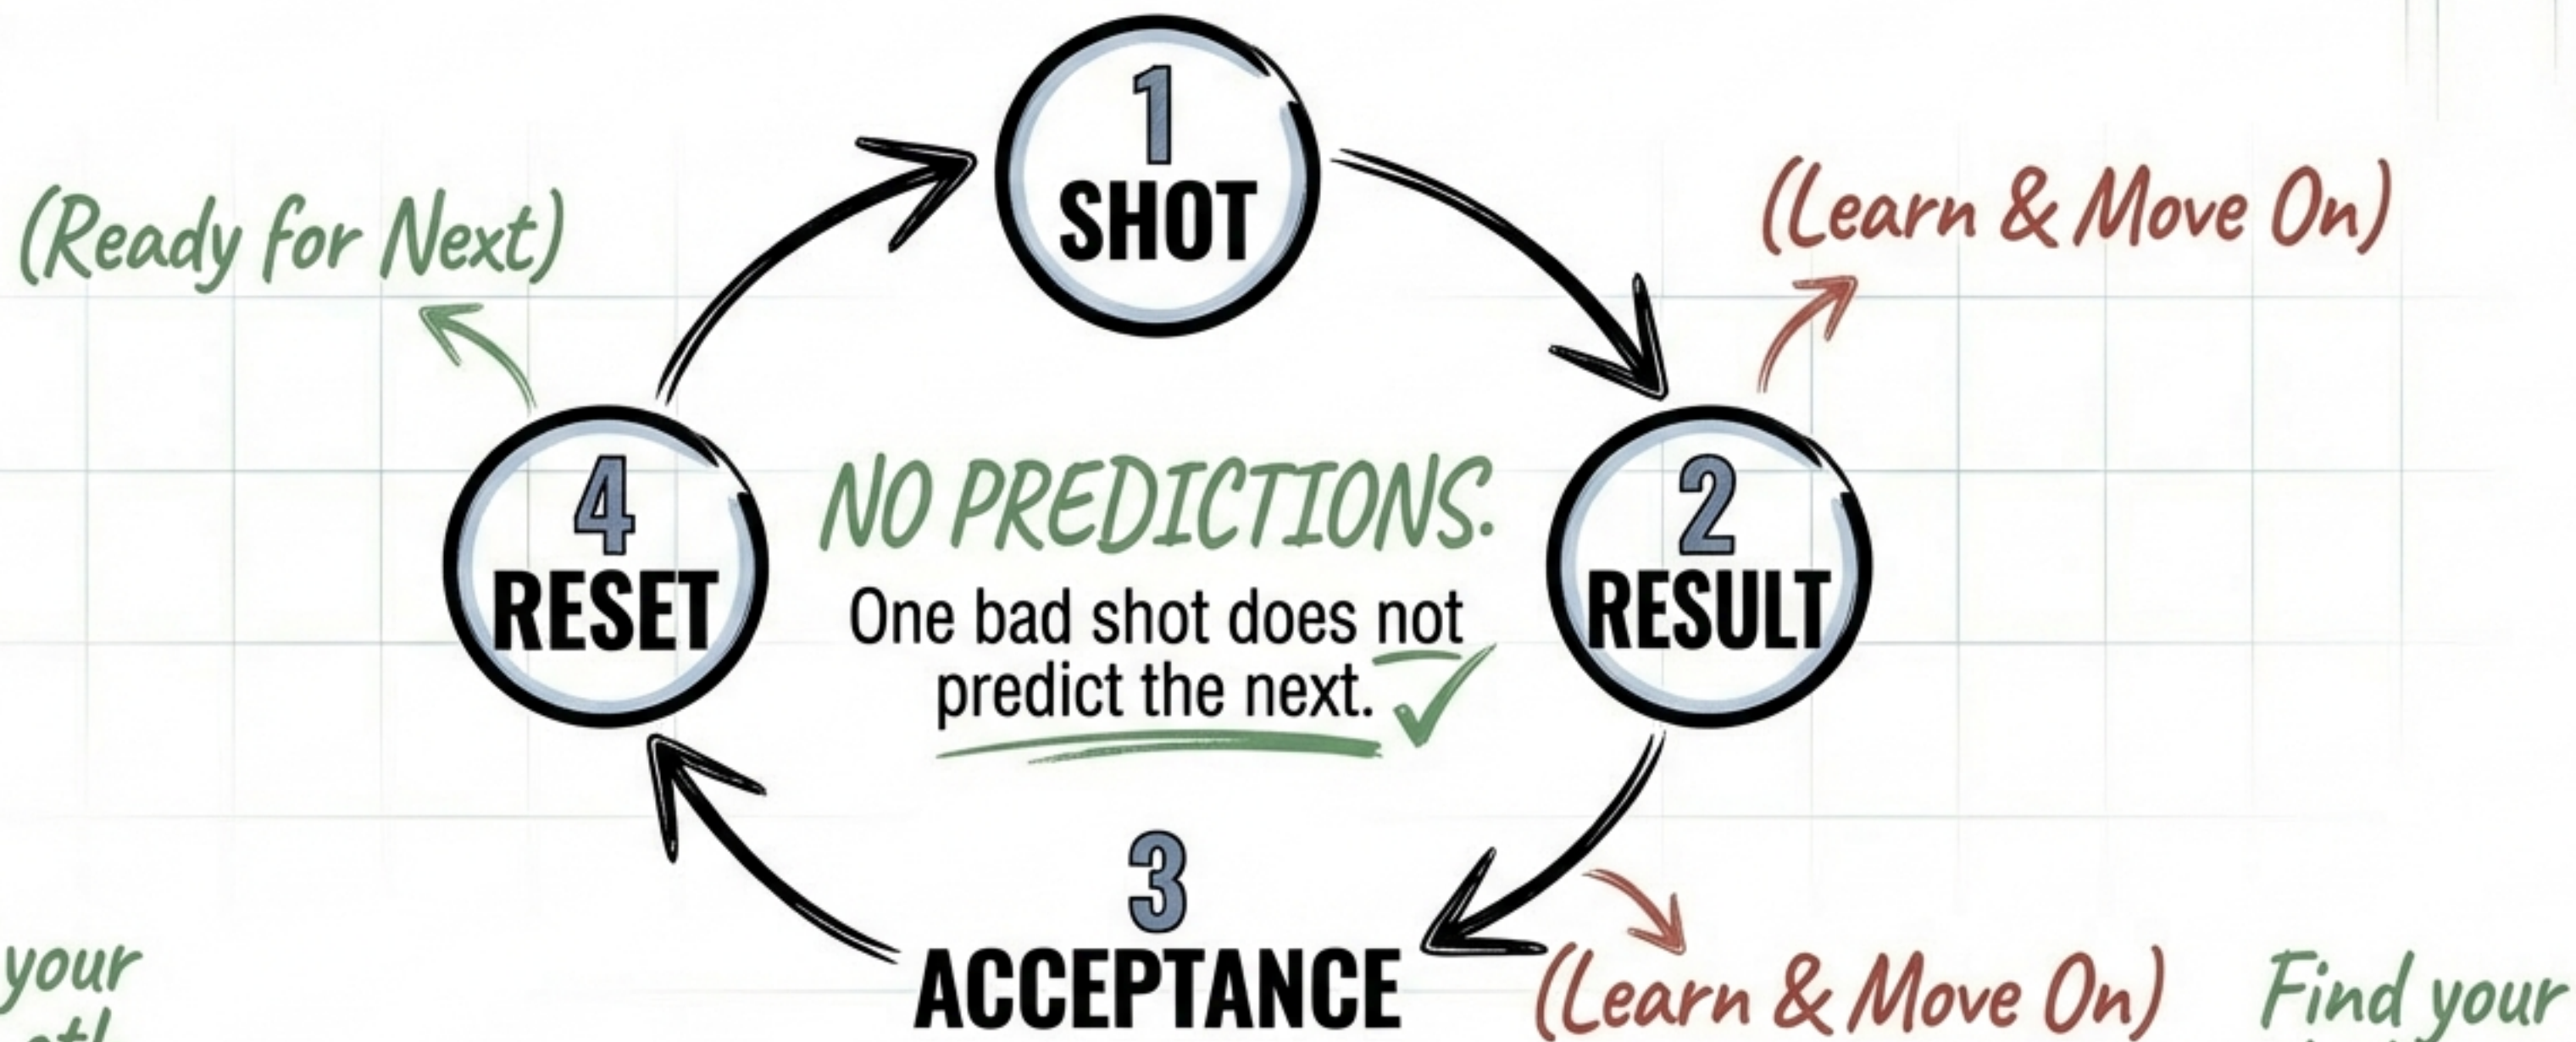 1
SHOT
(Ready for Next)
(Learn & Move On)
4
RESET
NO PREDICTIONS.
One bad shot does not
predict the next.
2
RESULT
3
ACCEPTANCE
(Learn & Move On)
your
Find your